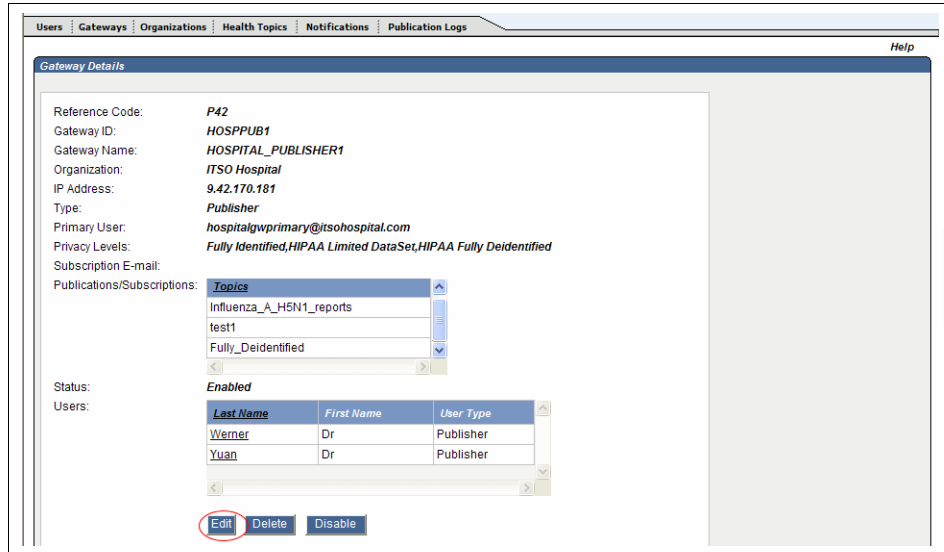 Users Gateways Organizations Health Topics Notifications Publication Logs
Help
Gateway Details
Reference Code: P42
Gateway ID: HOSPPUB1
Gateway Name: HOSPITAL_PUBLISHER1
Organization: ITSO Hospital
IP Address: 9.42.170.181
Type: Publisher
Primary User: hospitalgwprimary@itsohospital.com
Privacy Levels: Fully Identified,HIPAA Limited DataSet,HIPAA Fully Deidentified
Subscription E-mail:
Publications/Subscriptions: Topics
Influenza_A_H5N1_reports
test1
Fully_Deidentified
Status: Enabled
Users: Last Name First Name User Type
Werner Dr Publisher
Yuan Dr Publisher
Edit Delete Disable